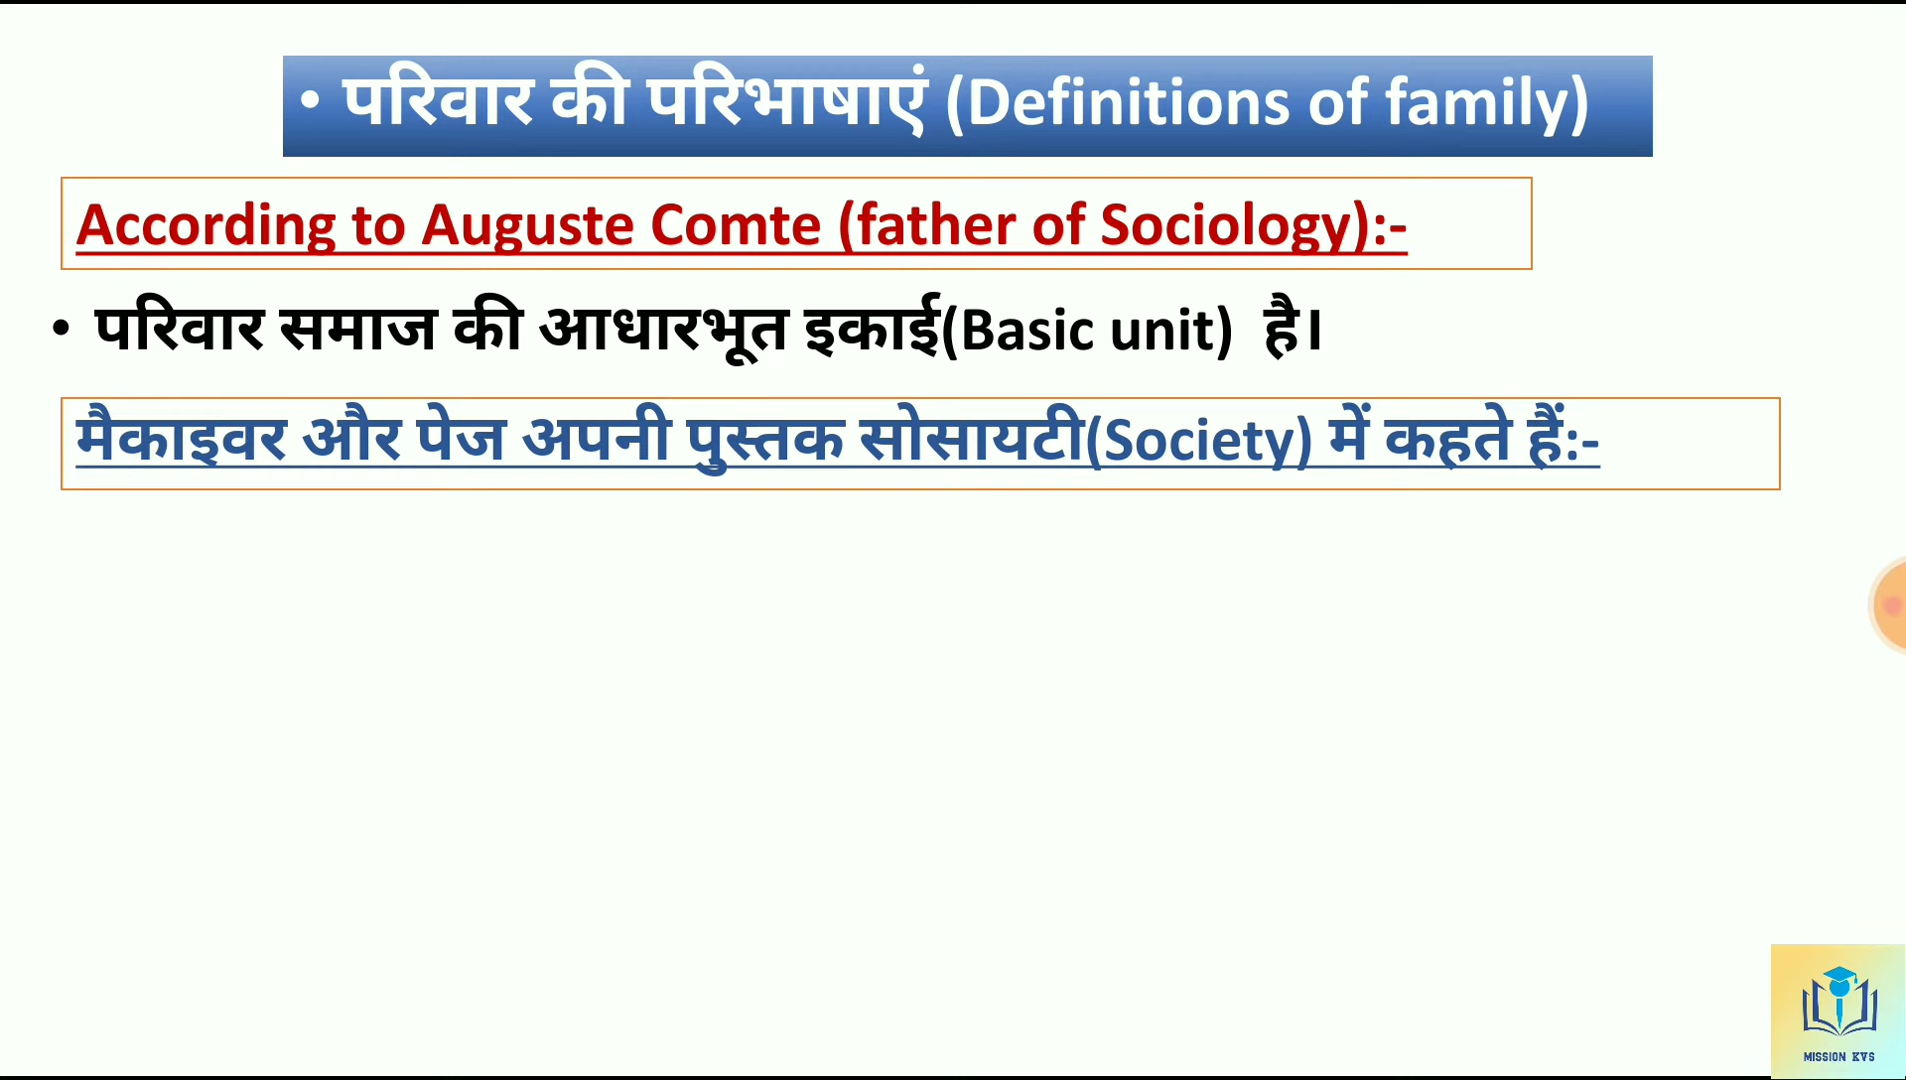 • परिवार की परिभाषाएं (Definitions of family)
According to Auguste Comte (father of Sociology):-
• परिवार समाज की आधारभूत इकाई(Basic unit) है।
मैकाइवर और पेज अपनी पुस्तक सोसायटी(Society) में कहते हैं:-
MISSION KVS